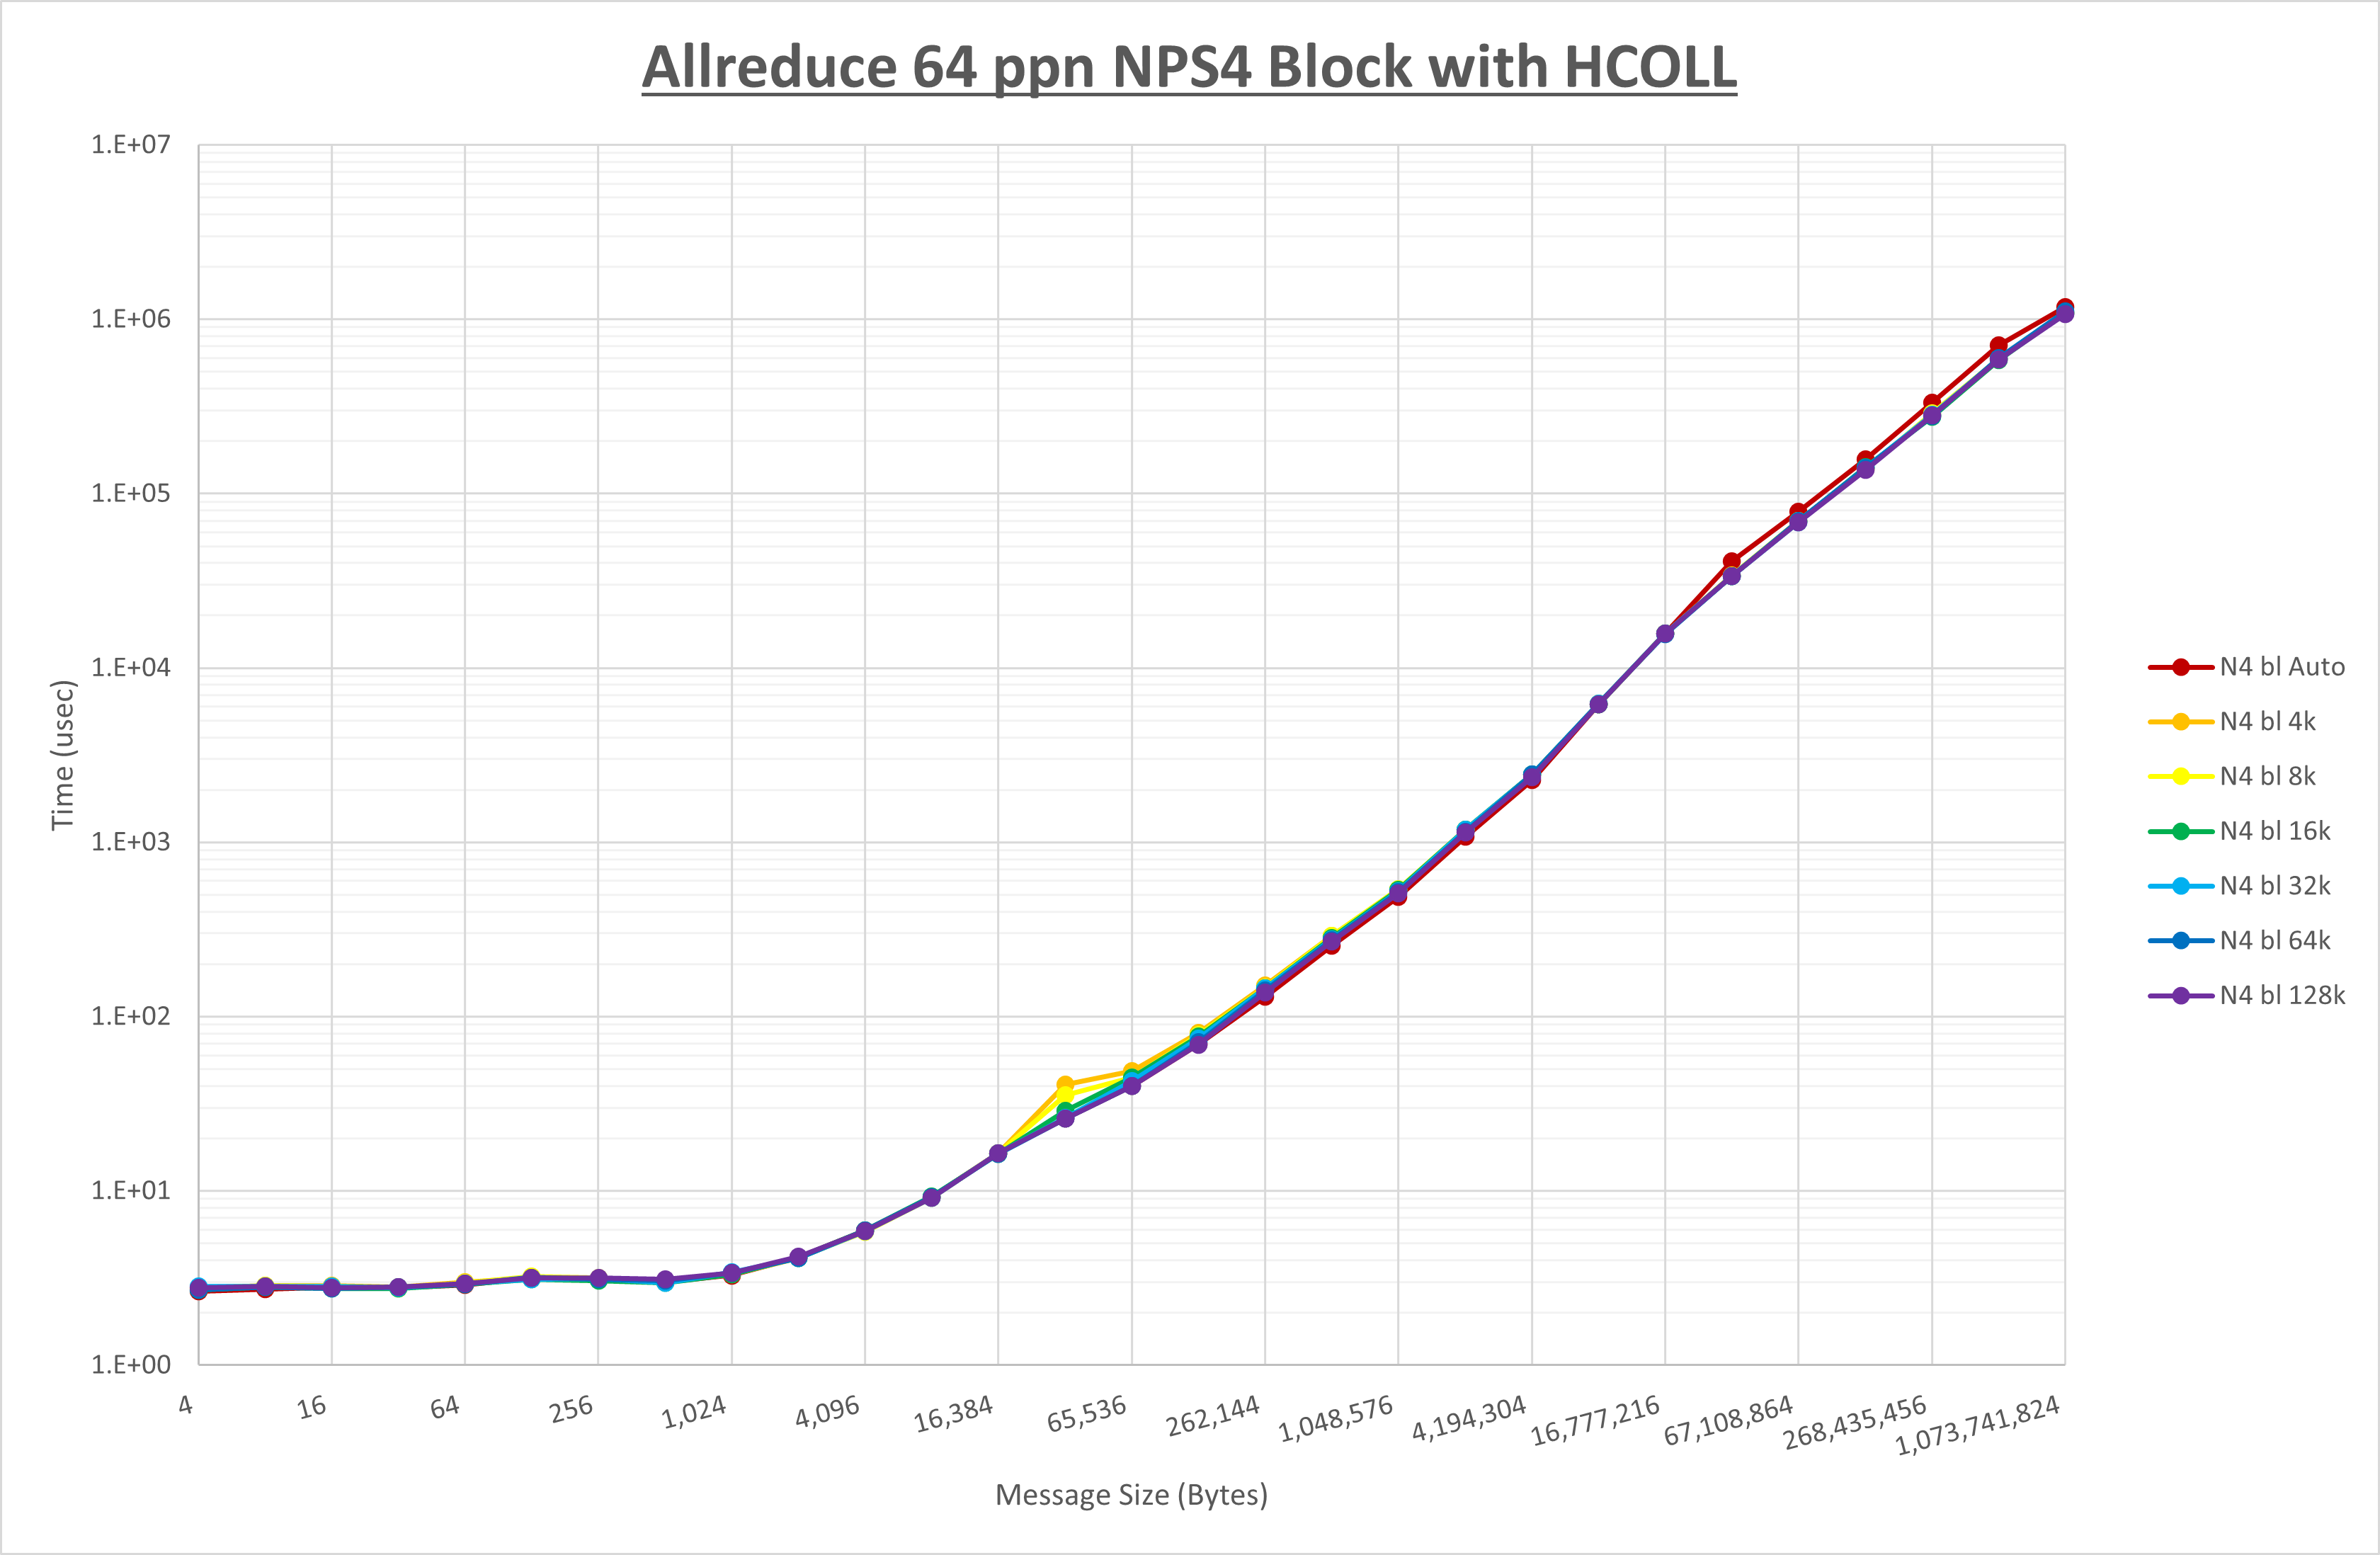 Allreduce 64 ppn NPS4 Block with HCOLL
1.E+07
1.E+06
1.E+05
1.E+04
1.E+03
1.E+02
1.E+01
1.E+00
Time (usec)
4
16
64
256
1,024
4,096
16,384
65,536
262,144
1,048,576
4,194,304
16,777,216
67,108,864
268,435,456
1,073,741,824
Message Size (Bytes)
N4 bl Auto
N4 bl 4k
N4 bl 8k
N4 bl 16k
N4 bl 32k
N4 bl 64k
N4 bl 128k